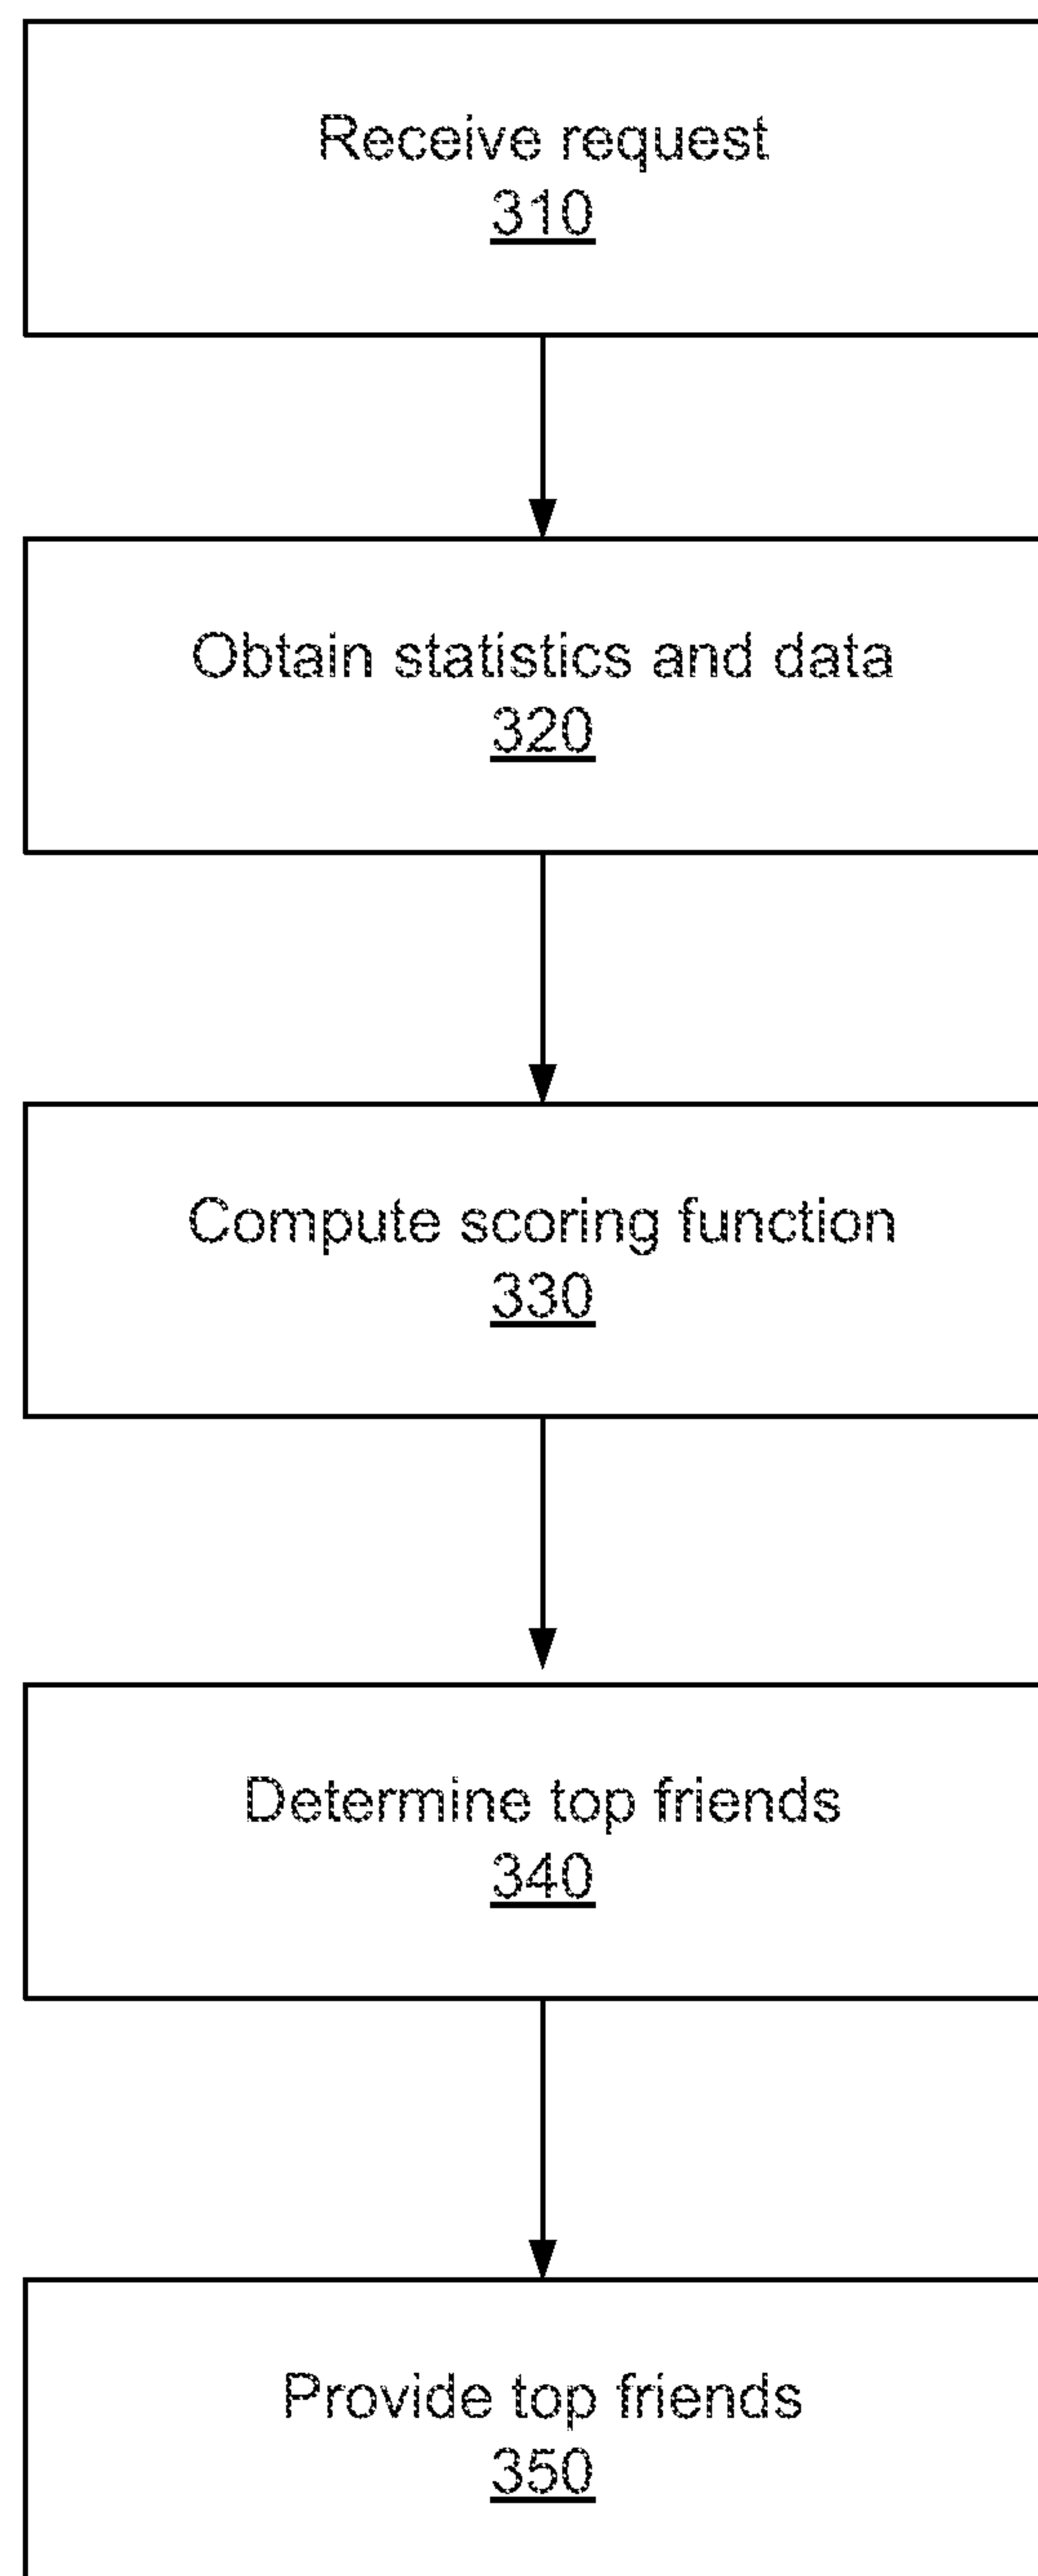 Receive request
310
Obtain statistics and data
320
Compute scoring function
330
Determine top friends
340
Provide top friends
350